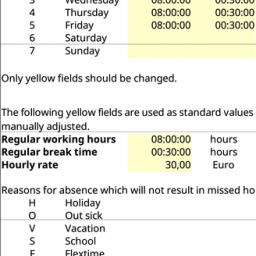 3 Wednesday 08:00:00 00:30:00
4 Thursday 08:00:00 00:30:00
5 Friday 08:00:00 00:30:00
6 Saturday
7 Sunday
Only yellow fields should be changed.
The following yellow fields are used as standard values
manually adjusted.
Regular working hours 08:00:00 hours
Regular break time 00:30:00 hours
Hourly rate 30,00 Euro
Reasons for absence which will not result in missed ho
H Holiday
O Out sick
V Vacation
S School
F Flextime